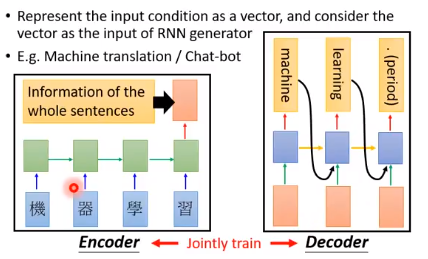 • Represent the input condition as a vector, and consider the
vector as the input of RNN generator
• E.g. Machine translation / Chat-bot
Information of the
whole sentences
機 器 學 習
machine
learning
. (period)
Encoder
Jointly train
Decoder